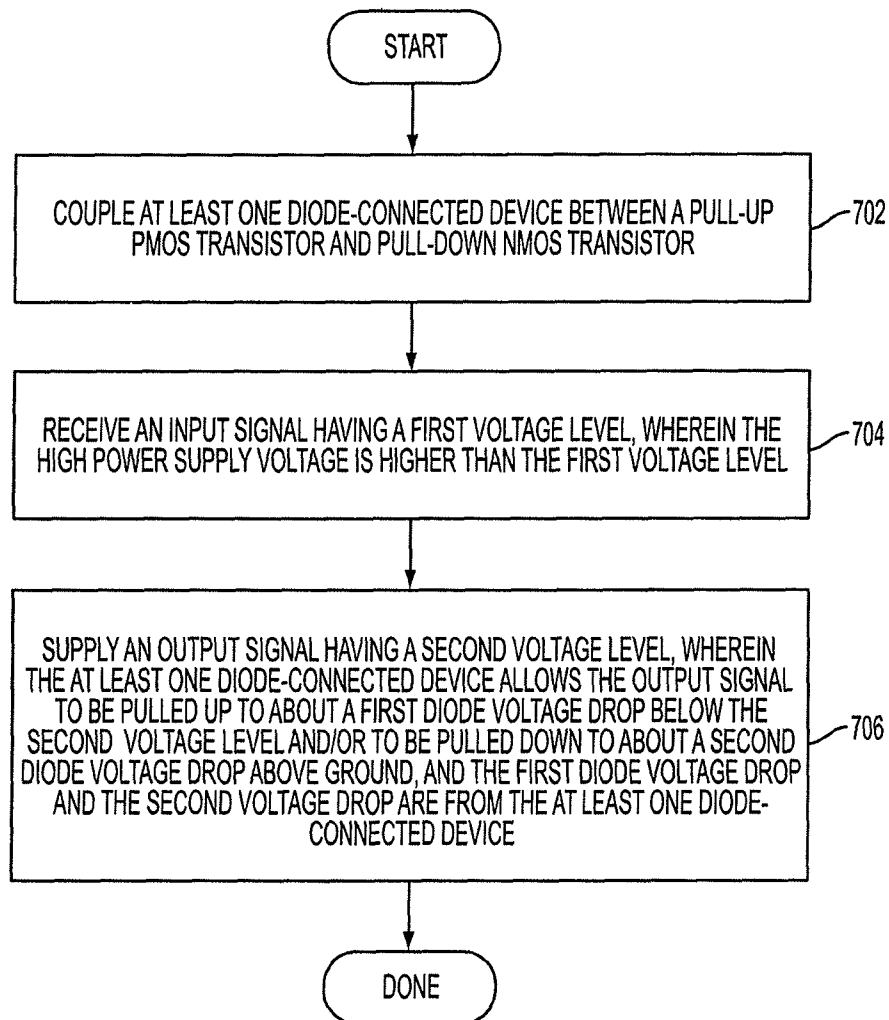 START
COUPLE AT LEAST ONE DIODE-CONNECTED DEVICE BETWEEN A PULL-UP
PMOS TRANSISTOR AND PULL-DOWN NMOS TRANSISTOR
702
RECEIVE AN INPUT SIGNAL HAVING A FIRST VOLTAGE LEVEL, WHEREIN THE
HIGH POWER SUPPLY VOLTAGE IS HIGHER THAN THE FIRST VOLTAGE LEVEL
704
SUPPLY AN OUTPUT SIGNAL HAVING A SECOND VOLTAGE LEVEL, WHEREIN
THE AT LEAST ONE DIODE-CONNECTED DEVICE ALLOWS THE OUTPUT SIGNAL
TO BE PULLED UP TO ABOUT A FIRST DIODE VOLTAGE DROP BELOW THE
SECOND VOLTAGE LEVEL AND/OR TO BE PULLED DOWN TO ABOUT A SECOND
DIODE VOLTAGE DROP ABOVE GROUND, AND THE FIRST DIODE VOLTAGE DROP
AND THE SECOND VOLTAGE DROP ARE FROM THE AT LEAST ONE DIODE-
CONNECTED DEVICE
706
DONE